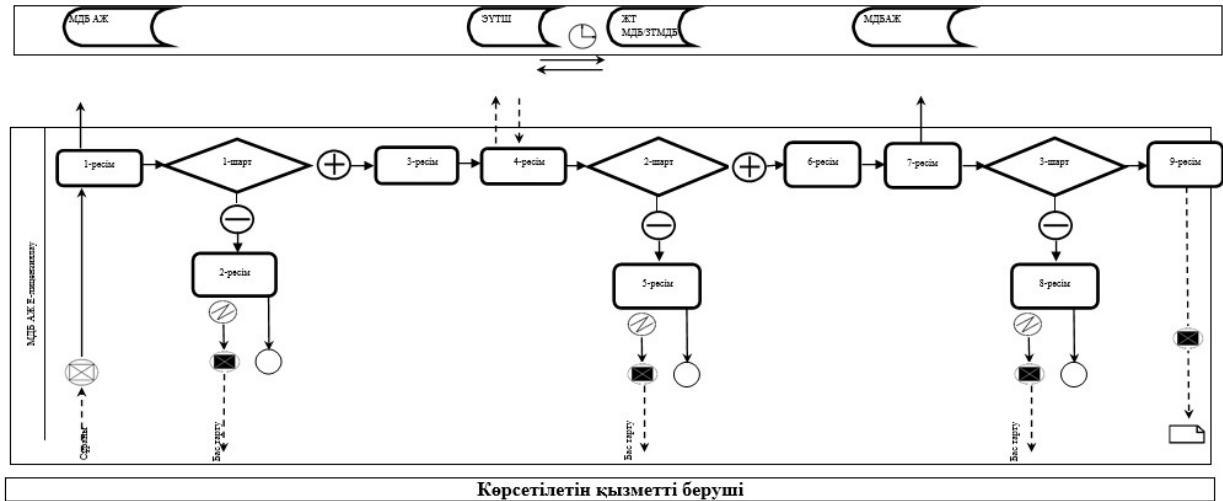 МДБ АЖ
ЭҮТШ
ЖТ
МДБ/ЗТМДБ
МДБАЖ
1-рәсім
1-шарт
3-рәсім
4-рәсім
2-шарт
6-рәсім
7-рәсім
3-шарт
9-рәсім
2-рәсім
5-рәсім
8-рәсім
МДБ АЖ Е-лицензиялау
Сұраныс
Бас тарту
Бас тарту
Бас тарту
Көрсетілетін қызметті беруші